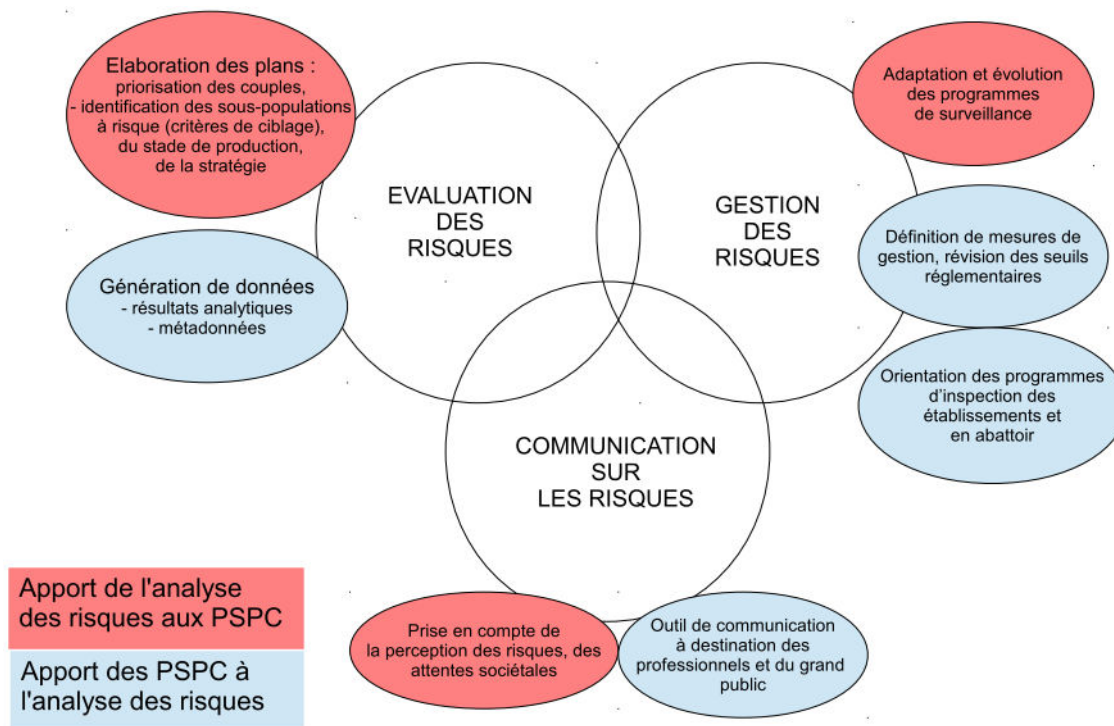 Elaboration des plans :
priorisation des couples,
- identification des sous-populations
à risque (critères de ciblage),
du stade de production,
de la stratégie
Génération de données
- résultats analytiques
- métadonnées
EVALUATION
DES
RISQUES
GESTION
DES
RISQUES
Adaptation et évolution
des programmes
de surveillance
Définition de mesures de
gestion, révision des seuils
réglementaires
Orientation des programmes
d'inspection des
établissements et
en abattoir
COMMUNICATION
SUR
LES RISQUES
Prise en compte de
la perception des risques, des
attentes sociétales
Outil de communication
à destination des
professionnels et du grand
public
Apport de l'analyse
des risques aux PSPC
Apport des PSPC à
l'analyse des risques